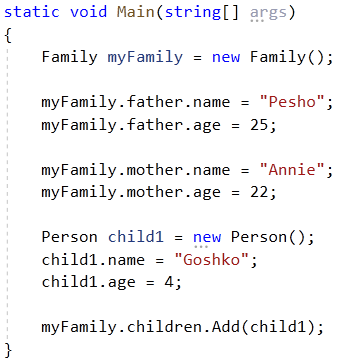 static void Main(string[] args)
{
Family myFamily = new Family();
myFamily.father.name = "Pesho";
myFamily.father.age = 25;
myFamily.mother.name = "Annie";
myFamily.mother.age = 22;
Person child1 = new Person();
child1.name = "Goshko";
child1.age = 4;
myFamily.children.Add(child1);
}